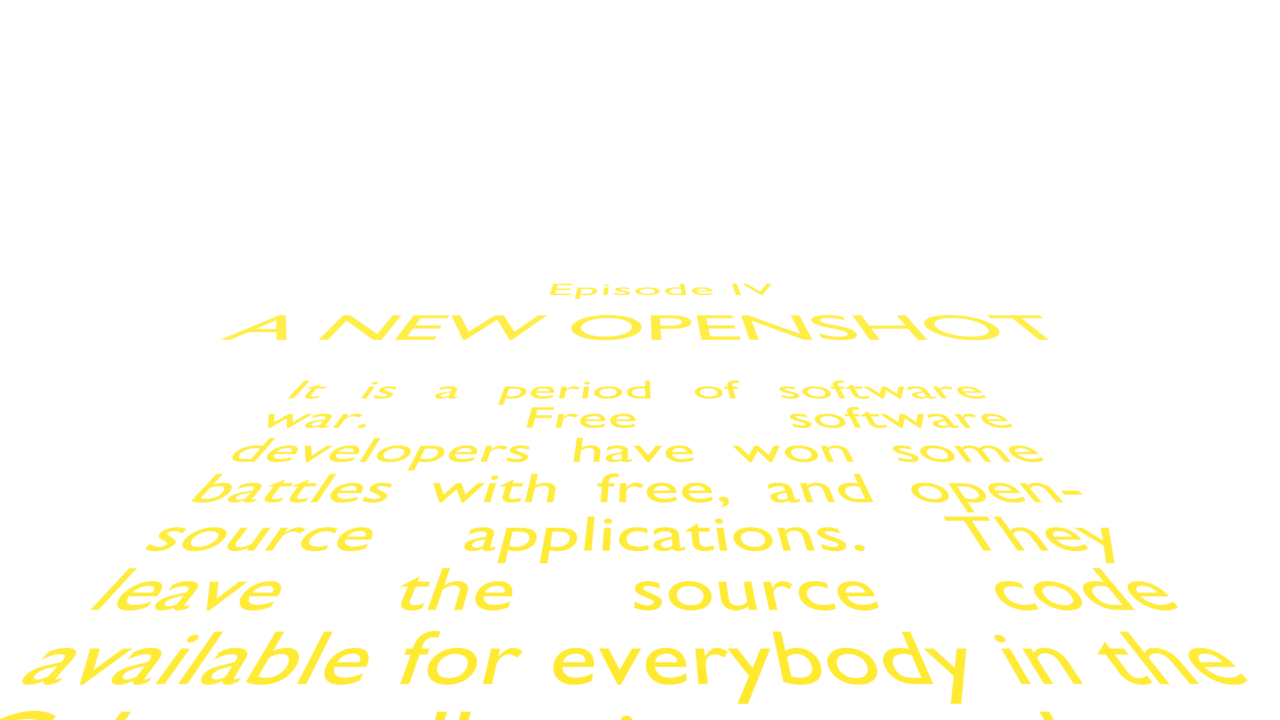 Episode IV
A NEW OPENSHOT
It is a period of software
war. Free software
developers have won some
battles with free, and open-
source applications. They
leave the source code
available for everybody in the